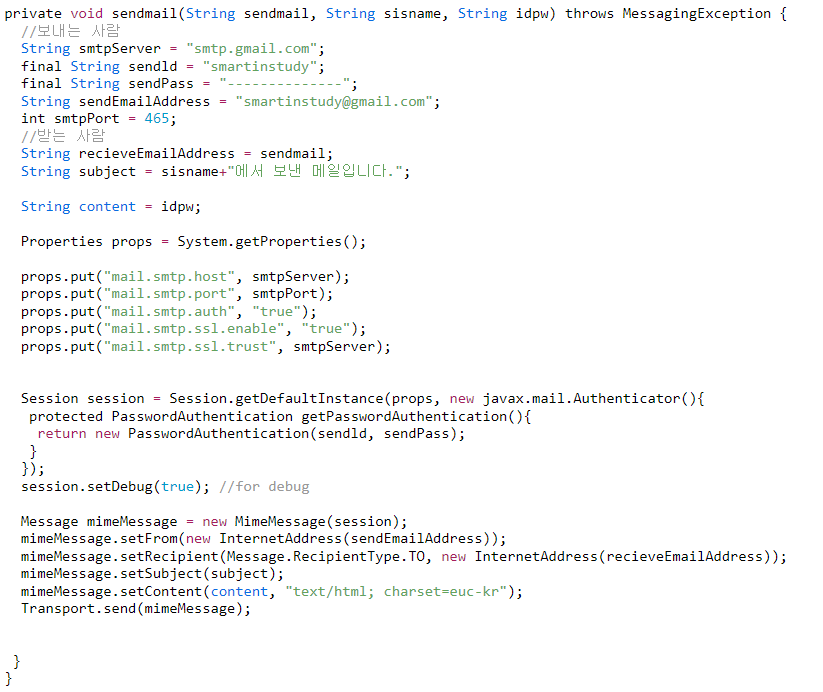 private void sendmail(String sendmail, String sisname, String idpw) throws MessagingException {
//보내는 사람
String smtpServer = "smtp.gmail.com";
final String sendld = "smartinstudy";
final String sendPass = "--------------";
String sendEmailAddress = "smartinstudy@gmail.com";
int smtpPort = 465;
//받는 사람
String recieveEmailAddress = sendmail;
String subject = sisname+"에서 보낸 메일입니다.";
String content = idpw;
Properties props = System.getProperties();
props.put("mail.smtp.host", smtpServer);
props.put("mail.smtp.port", smtpPort);
props.put("mail.smtp.auth", "true");
props.put("mail.smtp.ssl.enable", "true");
props.put("mail.smtp.ssl.trust", smtpServer);
Session session = Session.getDefaultInstance(props, new javax.mail.Authenticator(){
protected PasswordAuthentication getPasswordAuthentication(){
return new PasswordAuthentication(sendld, sendPass);
}
});
session.setDebug(true); //for debug
Message mimeMessage = new MimeMessage(session);
mimeMessage.setFrom(new InternetAddress(sendEmailAddress));
mimeMessage.setRecipient(Message.RecipientType.TO, new InternetAddress(recieveEmailAddress));
mimeMessage.setSubject(subject);
mimeMessage.setContent(content, "text/html; charset=euc-kr");
Transport.send(mimeMessage);
}
}